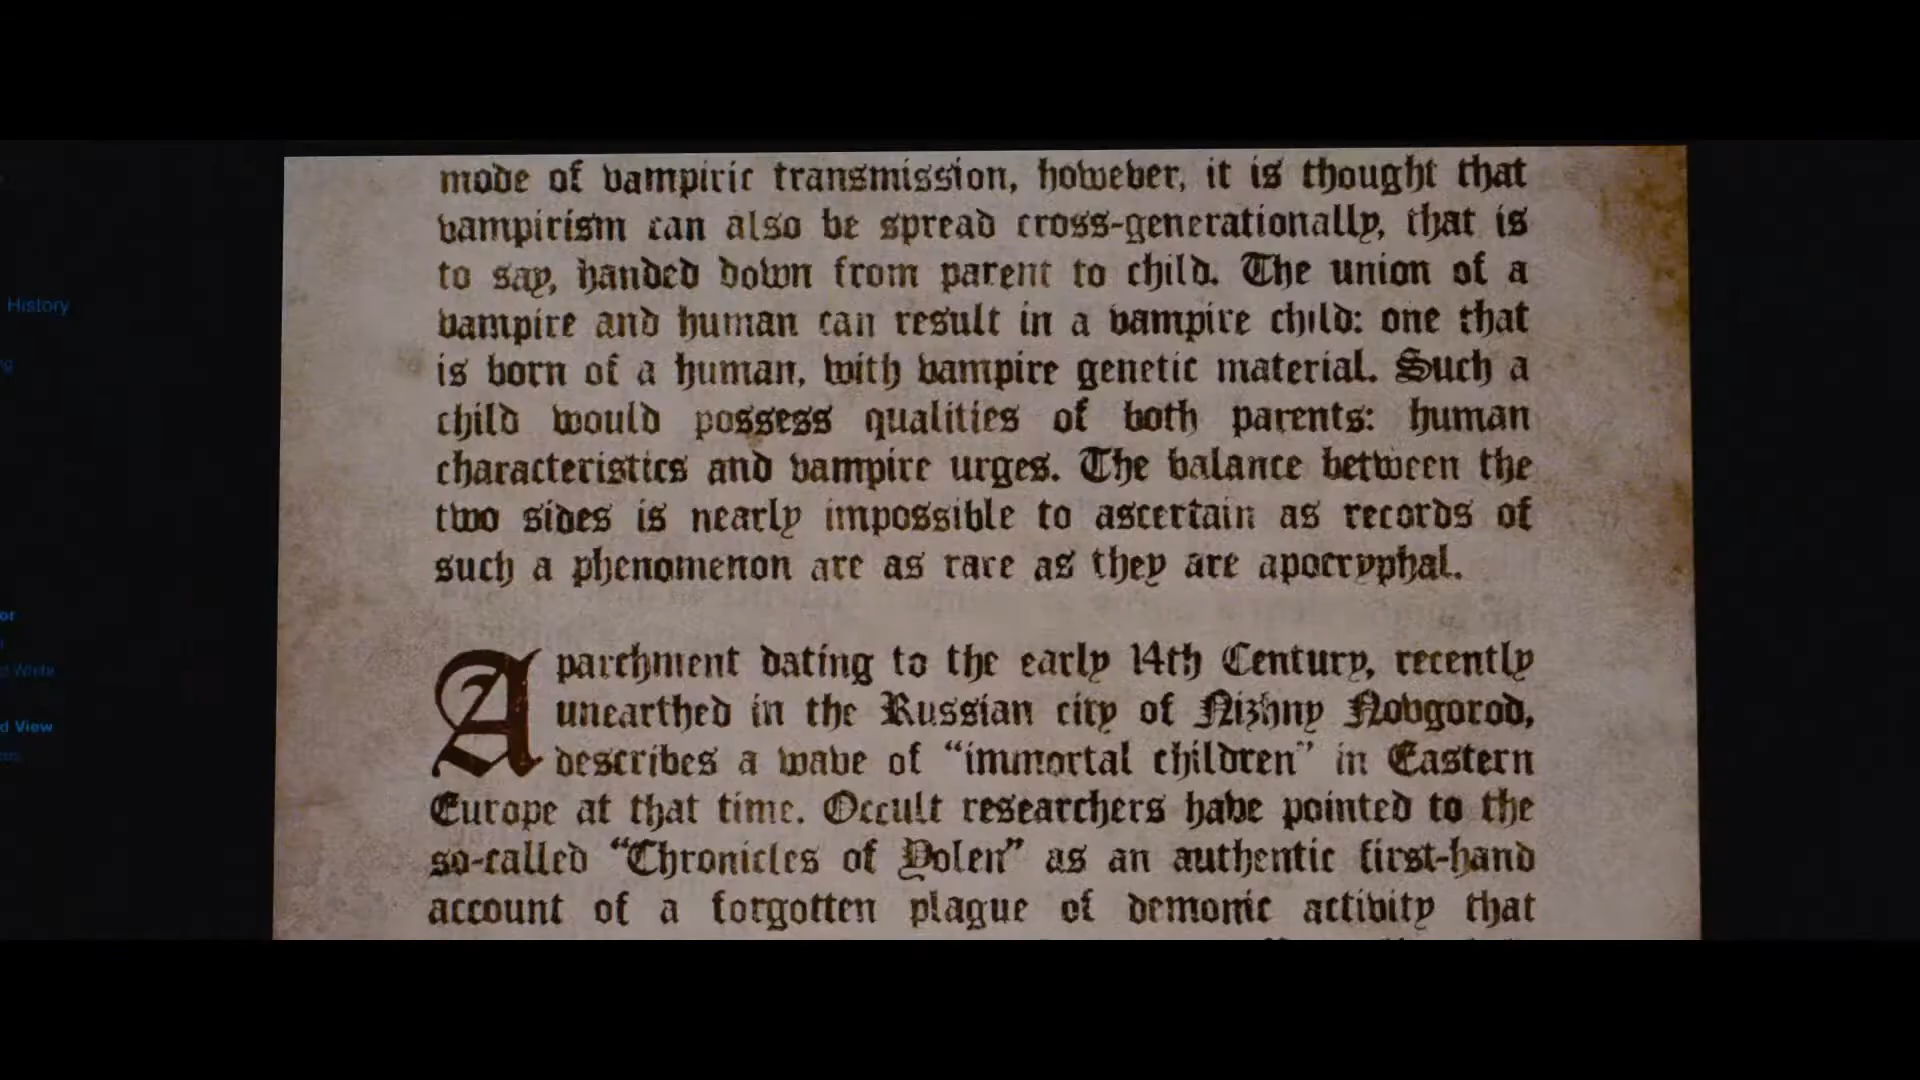 mode of vampiric transmission, however, it is thought that
vampirism can also be spread cross-generationally, that is
to say, handed down from parent to child. The union of a
vampire and human can result in a vampire child: one that
is born of a human, with vampire genetic material. Such a
child would possess qualities of both parents: human
characteristics and vampire urges. The balance between the
two sides is nearly impossible to ascertain as records of
such a phenomenon are as rare as they are apocryphal.
A parchment dating to the early 14th Century, recently
unearthed in the Russian city of Nizhny Novgorod,
describes a wave of "immortal children" in Eastern
Europe at that time. Occult researchers have pointed to the
so-called "Chronicles of Yolen" as an authentic first-hand
account of a forgotten plague of demonic activity that
History
d White
d View